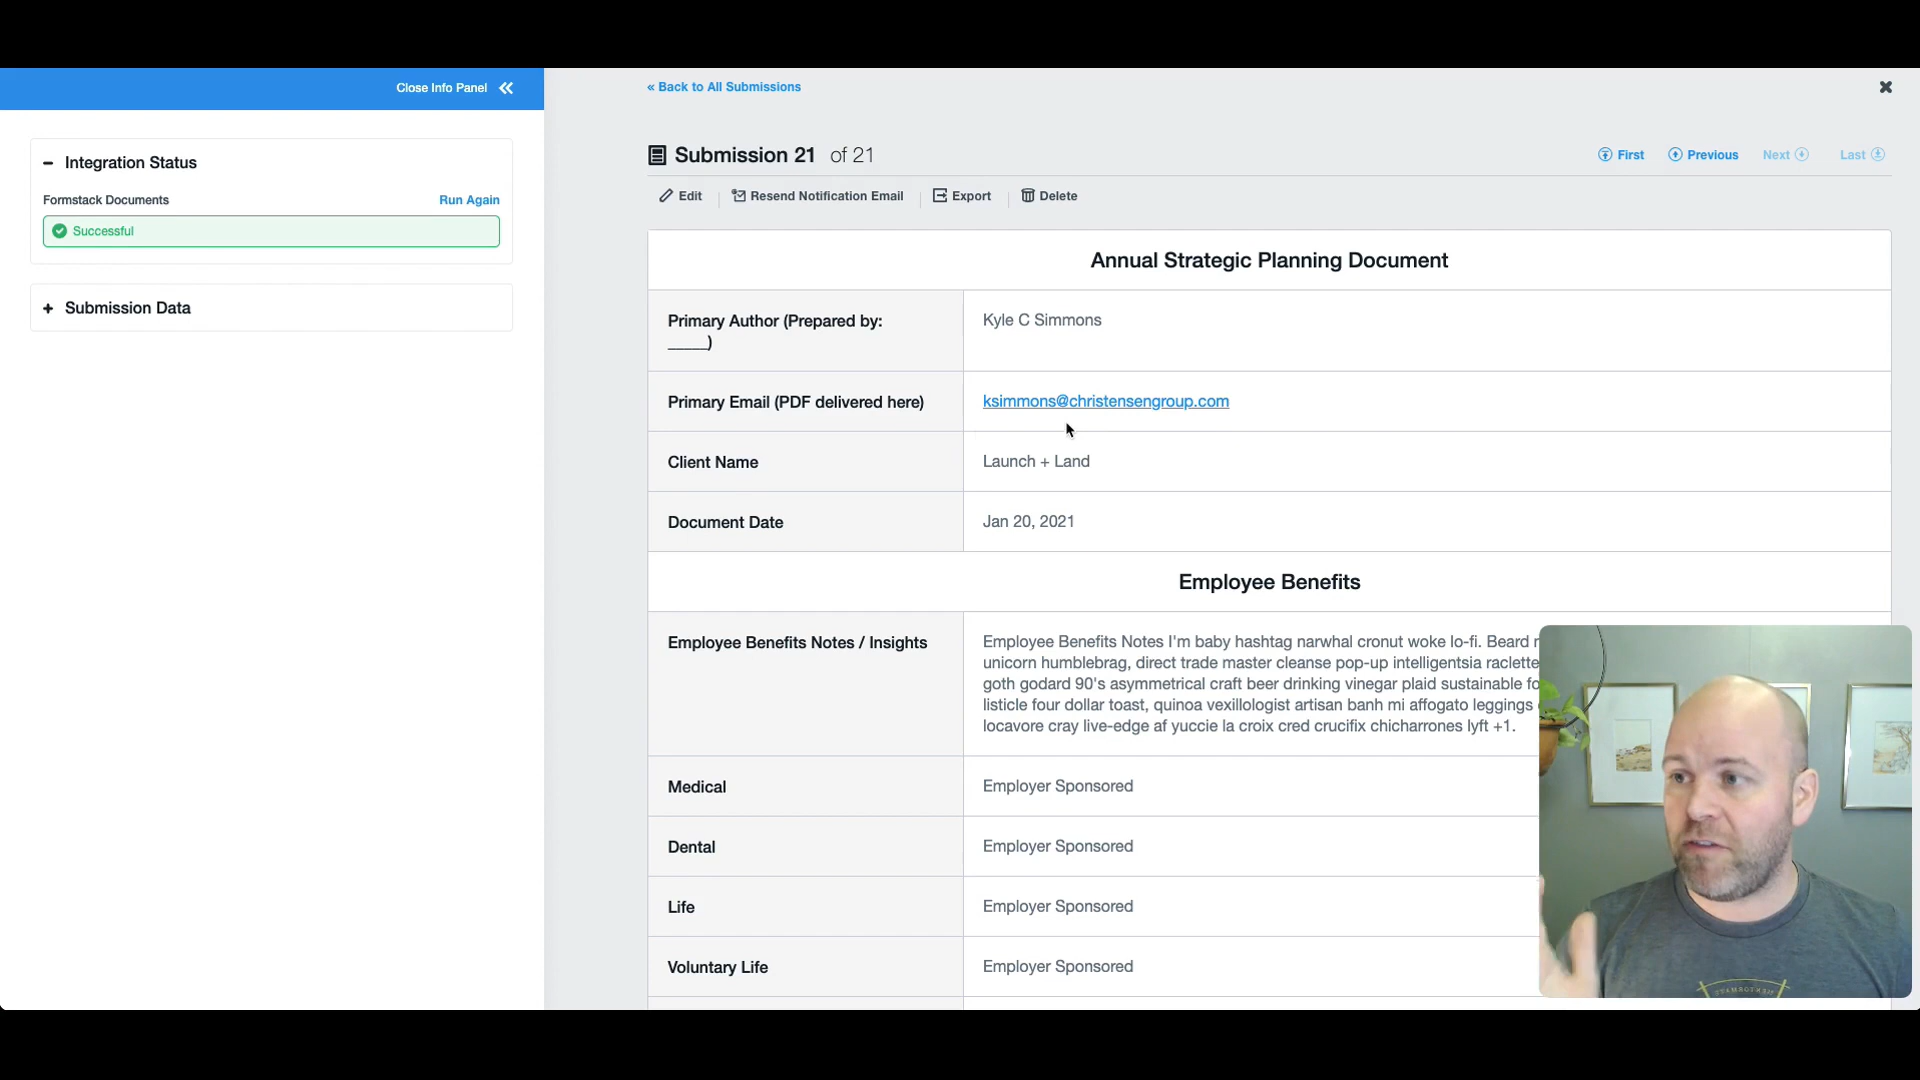 Close Info Panel
Integration Status
Formstack Documents
Run Again
Successful
Submission Data
« Back to All Submissions
Submission 21 of 21
First
Previous
Next
Last
Edit
Resend Notification Email
Export
Delete
Annual Strategic Planning Document
Primary Author (Prepared by:
_____)
Kyle C Simmons
Primary Email (PDF delivered here)
ksimmons@christensengroup.com
Client Name
Launch + Land
Document Date
Jan 20, 2021
Employee Benefits
Employee Benefits Notes / Insights
Employee Benefits Notes I'm baby hashtag narwhal cronut woke lo-fi. Beard
unicorn humblebrag, direct trade master cleanse pop-up intelligentsia raclette
goth godard 90's asymmetrical craft beer drinking vinegar plaid sustainable
listicle four dollar toast, quinoa vexillologist artisan banh mi affogato leggings
locavore cray live-edge af yuccie la croix cred crucifix chicharrones lyft +1.
Medical
Employer Sponsored
Dental
Employer Sponsored
Life
Employer Sponsored
Voluntary Life
Employer Sponsored